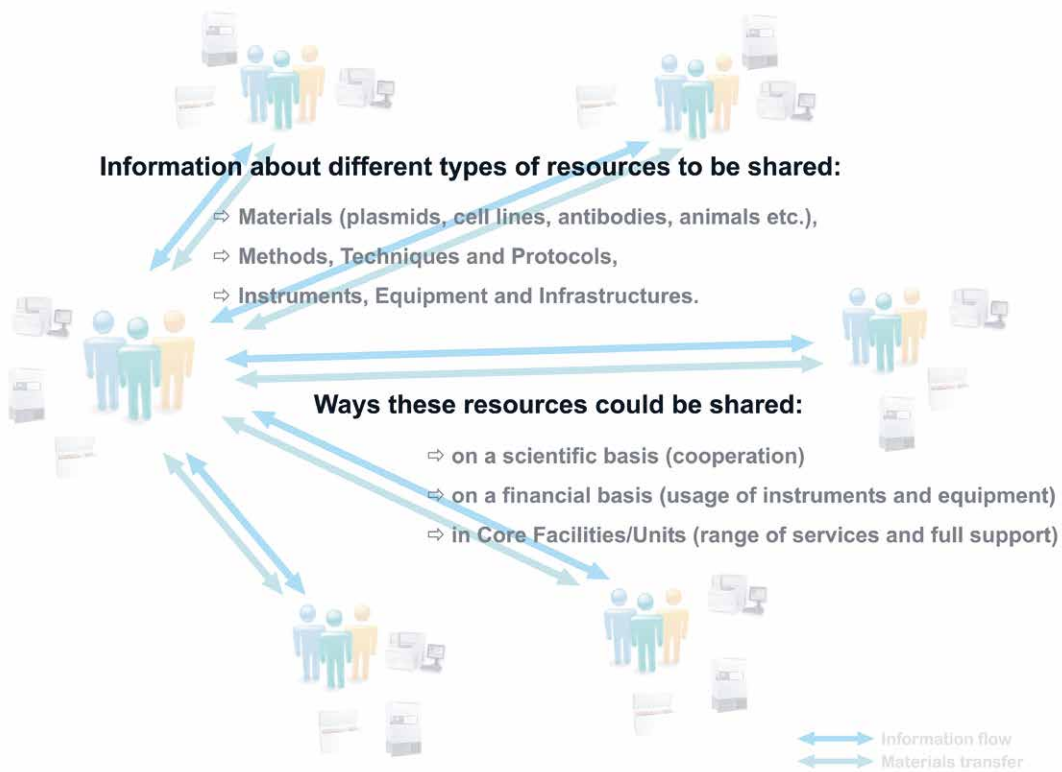 Information about different types of resources to be shared:
⇨ Materials (plasmids, cell lines, antibodies, animals etc.),
⇨ Methods, Techniques and Protocols,
⇨ Instruments, Equipment and Infrastructures.
Ways these resources could be shared:
⇨ on a scientific basis (cooperation)
⇨ on a financial basis (usage of instruments and equipment)
⇨ in Core Facilities/Units (range of services and full support)
Information flow
Materials transfer